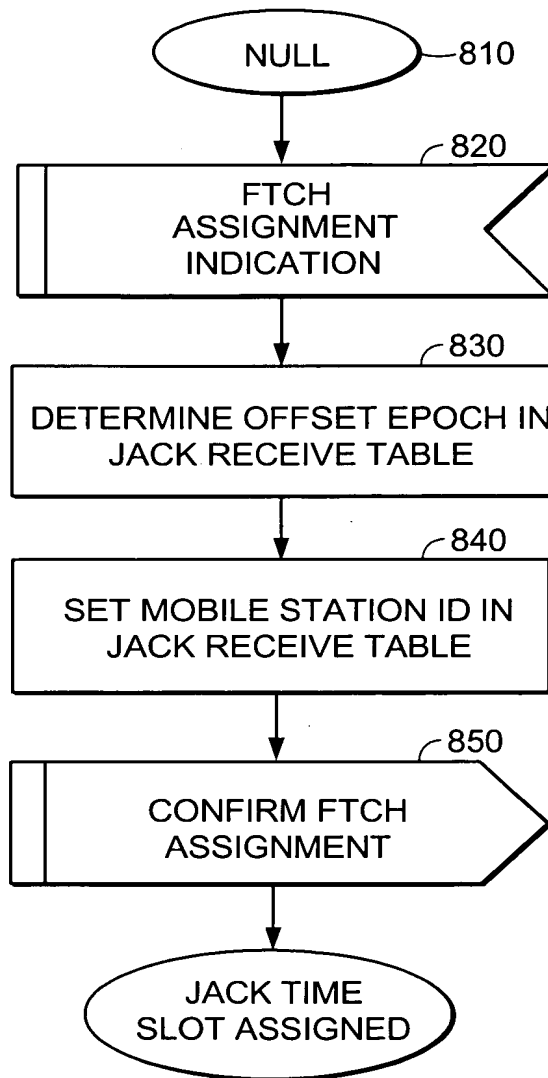 NULL
810
820
FTCH
ASSIGNMENT
INDICATION
830
DETERMINE OFFSET EPOCH IN
JACK RECEIVE TABLE
840
SET MOBILE STATION ID IN
JACK RECEIVE TABLE
850
CONFIRM FTCH
ASSIGNMENT
JACK TIME
SLOT ASSIGNED